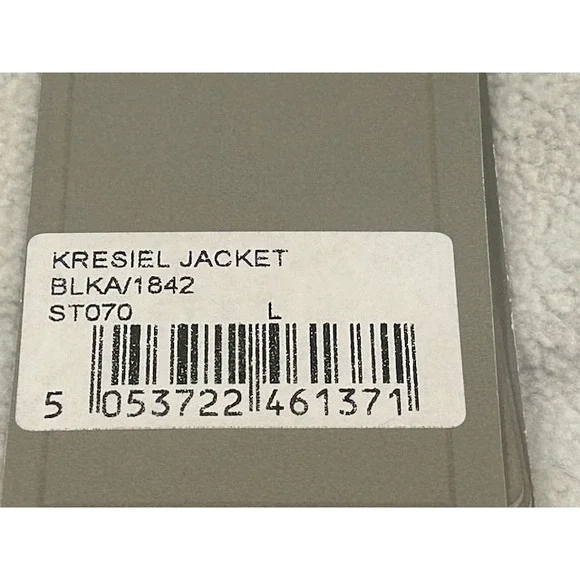 KRESIEL JACKET
BLKA/1842
ST070 L
5 053722 461371